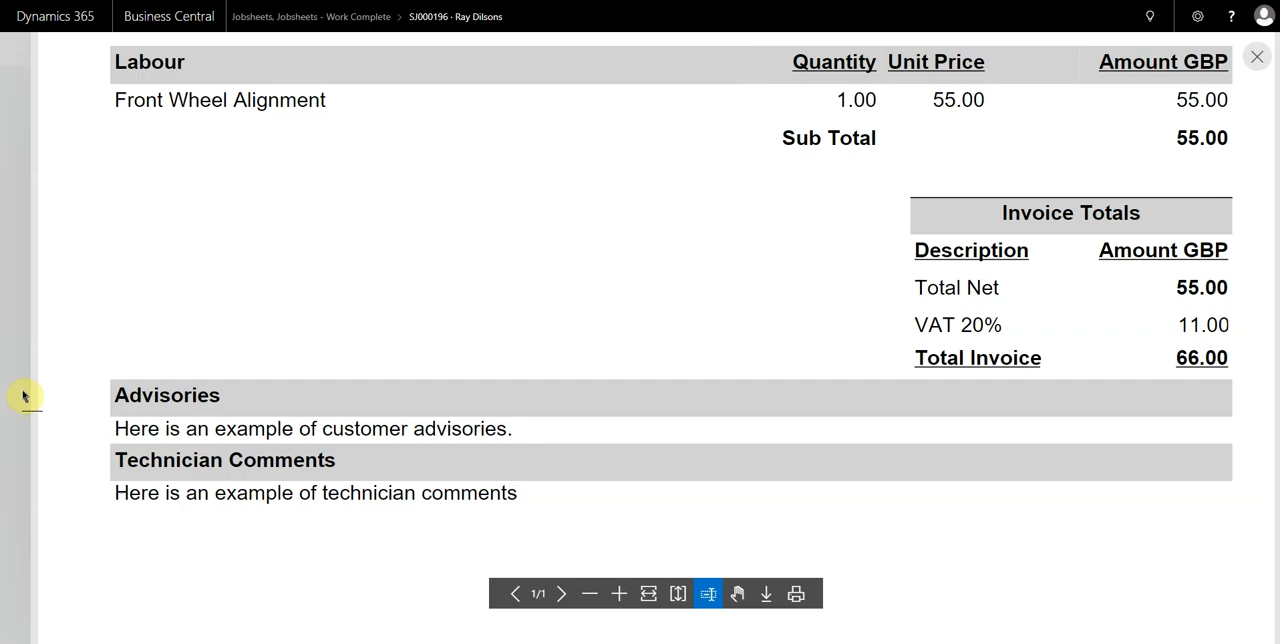 Dynamics 365 Business Central Jobsheets, Jobsheets - Work Complete > SJ000196 · Ray Dilsons ?
Labour Quantity Unit Price Amount GBP
Front Wheel Alignment 1.00 55.00 55.00
Sub Total 55.00
Invoice Totals
Description Amount GBP
Total Net 55.00
VAT 20% 11.00
Total Invoice 66.00
Advisories
Here is an example of customer advisories.
Technician Comments
Here is an example of technician comments
1/1